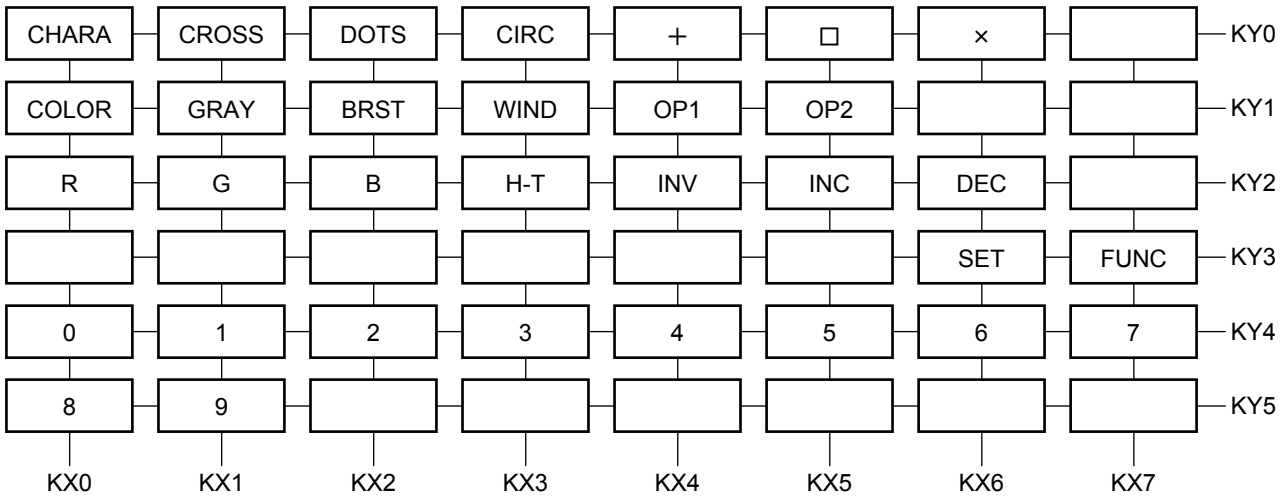 CHARA CROSS DOTS CIRC + □ × KY0
COLOR GRAY BRST WIND OP1 OP2 KY1
R G B H-T INV INC DEC KY2
SET FUNC KY3
0 1 2 3 4 5 6 7 KY4
8 9 KY5
KX0 KX1 KX2 KX3 KX4 KX5 KX6 KX7